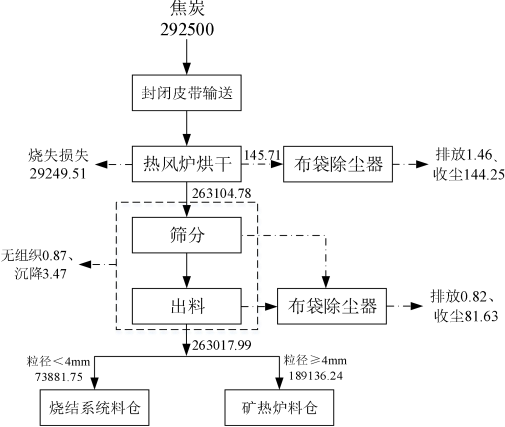 焦炭
292500
封闭皮带输送
烧失损失
29249.51
热风炉烘干
145.71
布袋除尘器
排放1.46、
收尘144.25
263104.78
筛分
无组织0.87、
沉降3.47
出料
布袋除尘器
排放0.82、
收尘81.63
263017.99
粒径＜4mm
73881.75
粒径≥4mm
189136.24
烧结系统料仓
矿热炉料仓